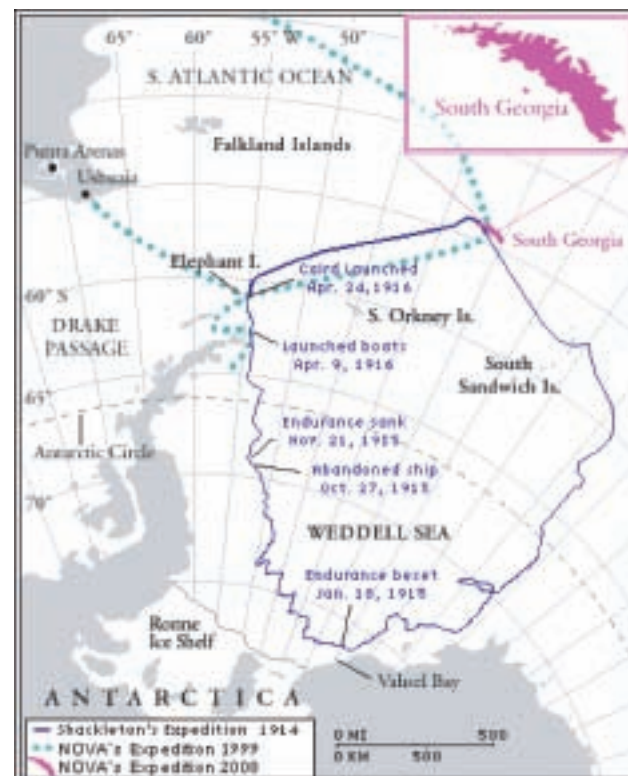 65°
60°
55° W
50°
S. ATLANTIC OCEAN
South Georgia
Falkland Islands
Punta Arenas
Ushuaia
South Georgia
Elephant I.
Caird Launched
Apr. 24, 1916
60° S
S. Orkney Is.
DRAKE
PASSAGE
Launched boats
Apr. 9, 1916
South
Sandwich Is.
65°
Endurance sank
Nov. 21, 1915
Antarctic Circle
Abandoned ship
Oct. 27, 1915
70°
WEDDELL SEA
Endurance beset
Jan. 18, 1915
Ronne
Ice Shelf
Vahsel Bay
ANTARCTICA
Shackleton's Expedition 1914
NOVA's Expedition 1999
NOVA's Expedition 2000
0 MI 500
0 KM 500